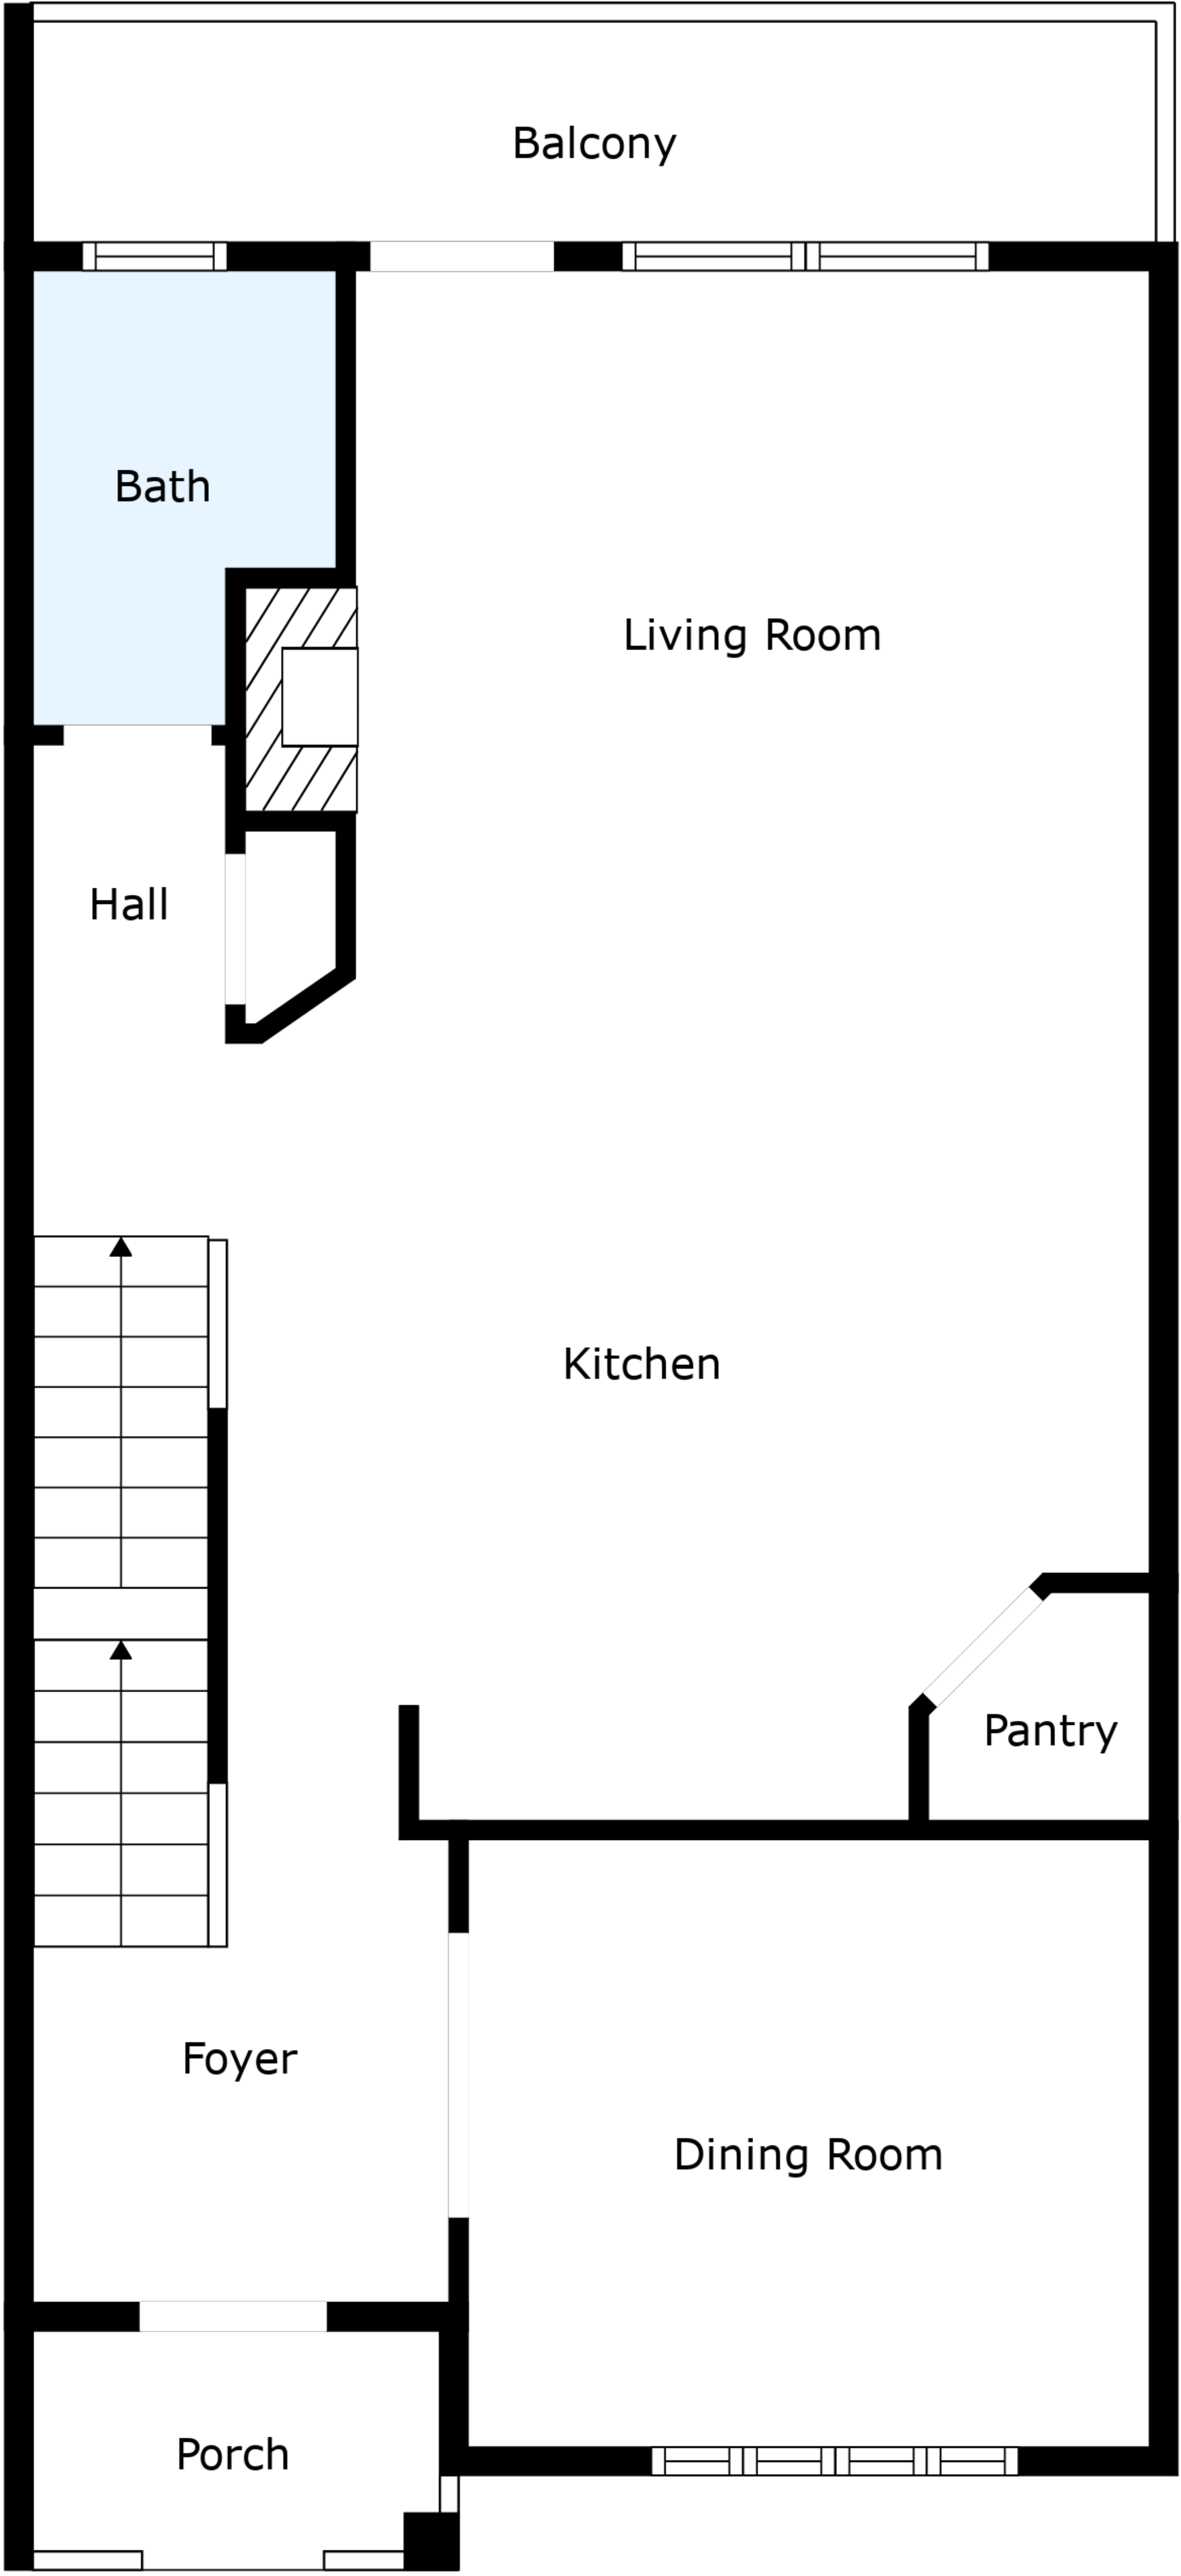 Balcony
Bath
Living Room
Hall
Kitchen
Pantry
Foyer
Dining Room
Porch